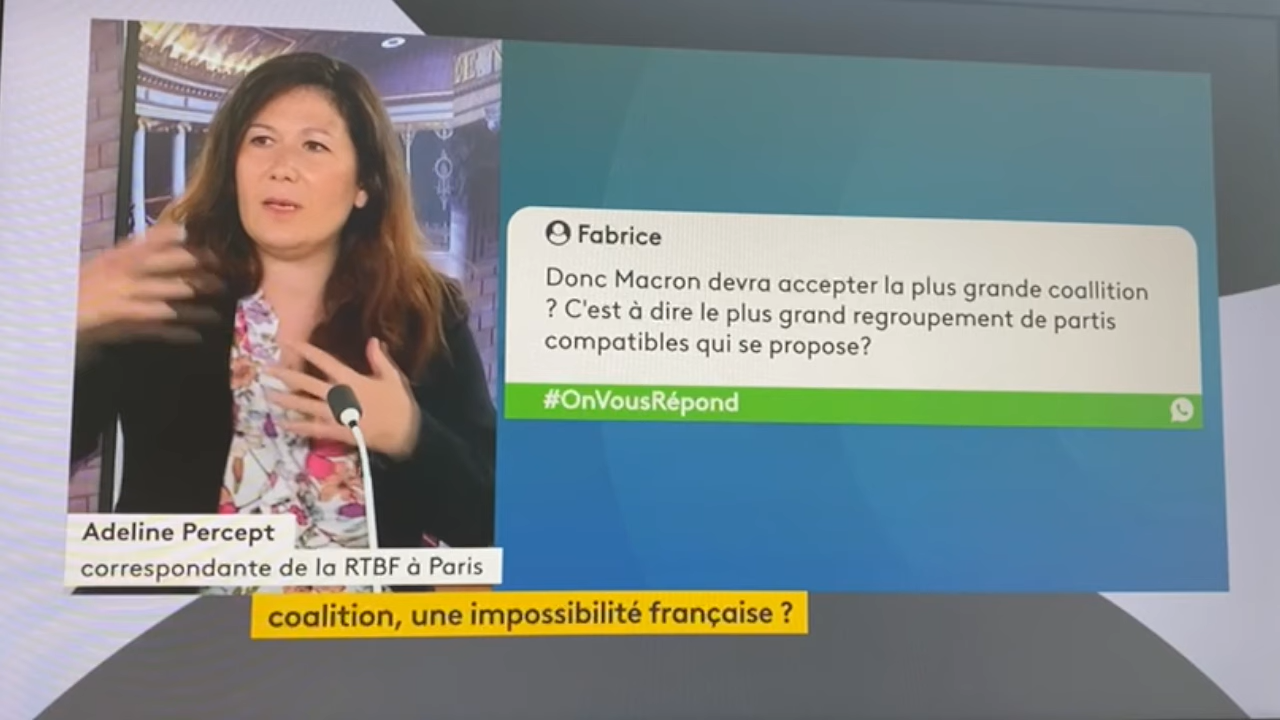 Fabrice
Donc Macron devra accepter la plus grande coallition
? C'est à dire le plus grand regroupement de partis
compatibles qui se propose?
#OnVousRépond
Adeline Percept
correspondante de la RTBF à Paris
coalition, une impossibilité française ?